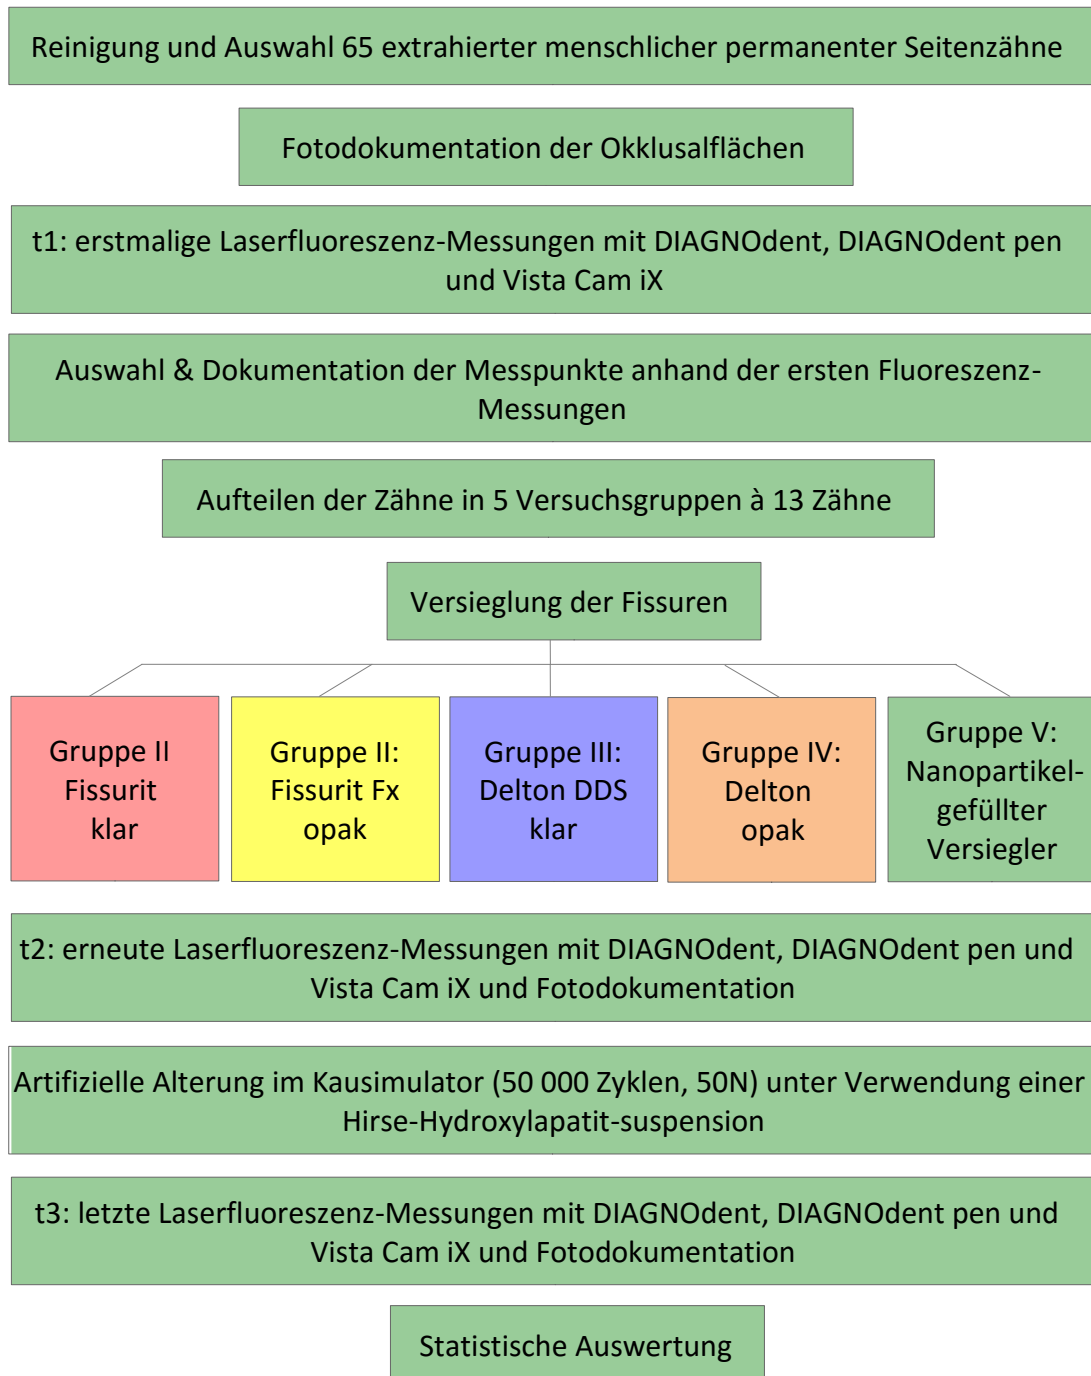 Reinigung und Auswahl 65 extrahierter menschlicher permanenter Seitenzähne
Fotodokumentation der Okklusalflächen
t1: erstmalige Laserfluoreszenz-Messungen mit DIAGNOdent, DIAGNOdent pen
und Vista Cam iX
Auswahl & Dokumentation der Messpunkte anhand der ersten Fluoreszenz-
Messungen
Aufteilen der Zähne in 5 Versuchsgruppen à 13 Zähne
Versieglung der Fissuren
Gruppe II
Fissurit
klar
Gruppe II:
Fissurit Fx
opak
Gruppe III:
Delton DDS
klar
Gruppe IV:
Delton
opak
Gruppe V:
Nanopartikel-
gefüllter
Versiegler
t2: erneute Laserfluoreszenz-Messungen mit DIAGNOdent, DIAGNOdent pen und
Vista Cam iX und Fotodokumentation
Artifizielle Alterung im Kausimulator (50 000 Zyklen, 50N) unter Verwendung einer
Hirse-Hydroxylapatit-suspension
t3: letzte Laserfluoreszenz-Messungen mit DIAGNOdent, DIAGNOdent pen und
Vista Cam iX und Fotodokumentation
Statistische Auswertung